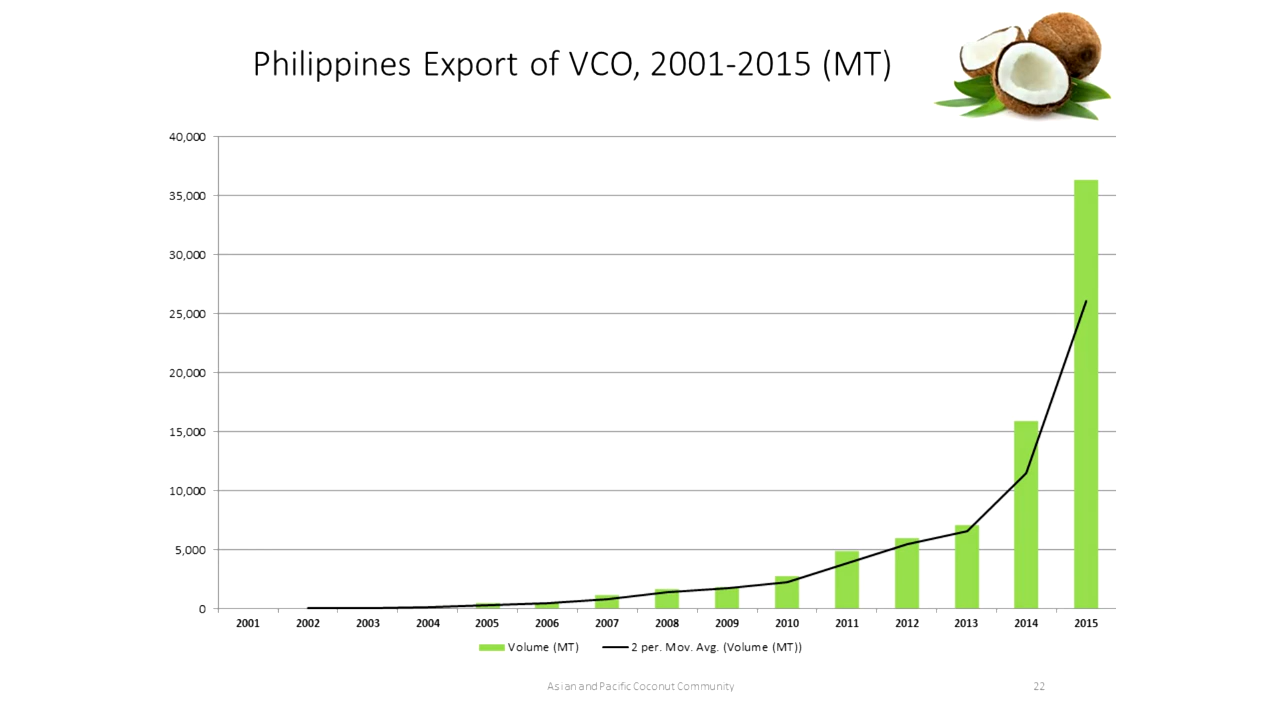 Philippines Export of VCO, 2001-2015 (MT)
40,000
35,000
30,000
25,000
20,000
15,000
10,000
5,000
0
2001 2002 2003 2004 2005 2006 2007 2008 2009 2010 2011 2012 2013 2014 2015
Volume (MT) 2 per. Mov. Avg. (Volume (MT))
Asian and Pacific Coconut Community 22